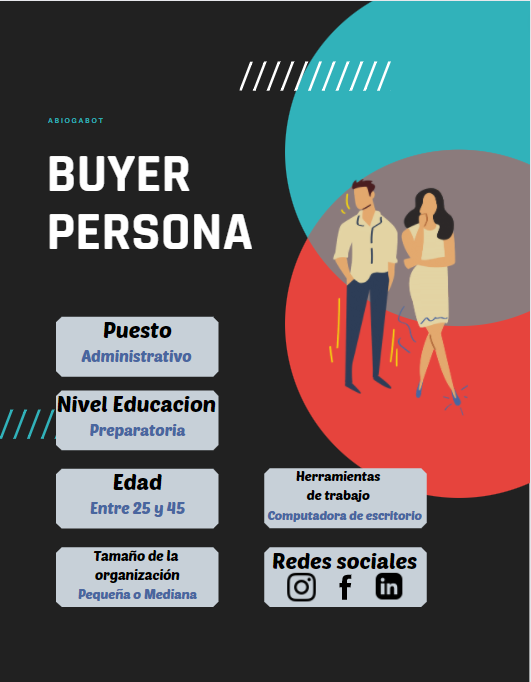 ABIOGABOT
BUYER
PERSONA
Puesto
Administrativo
Nivel Educacion
Preparatoria
Edad
Entre 25 y 45
Herramientas
de trabajo
Computadora de escritorio
Tamaño de la
organización
Pequeña o Mediana
Redes sociales
f
in